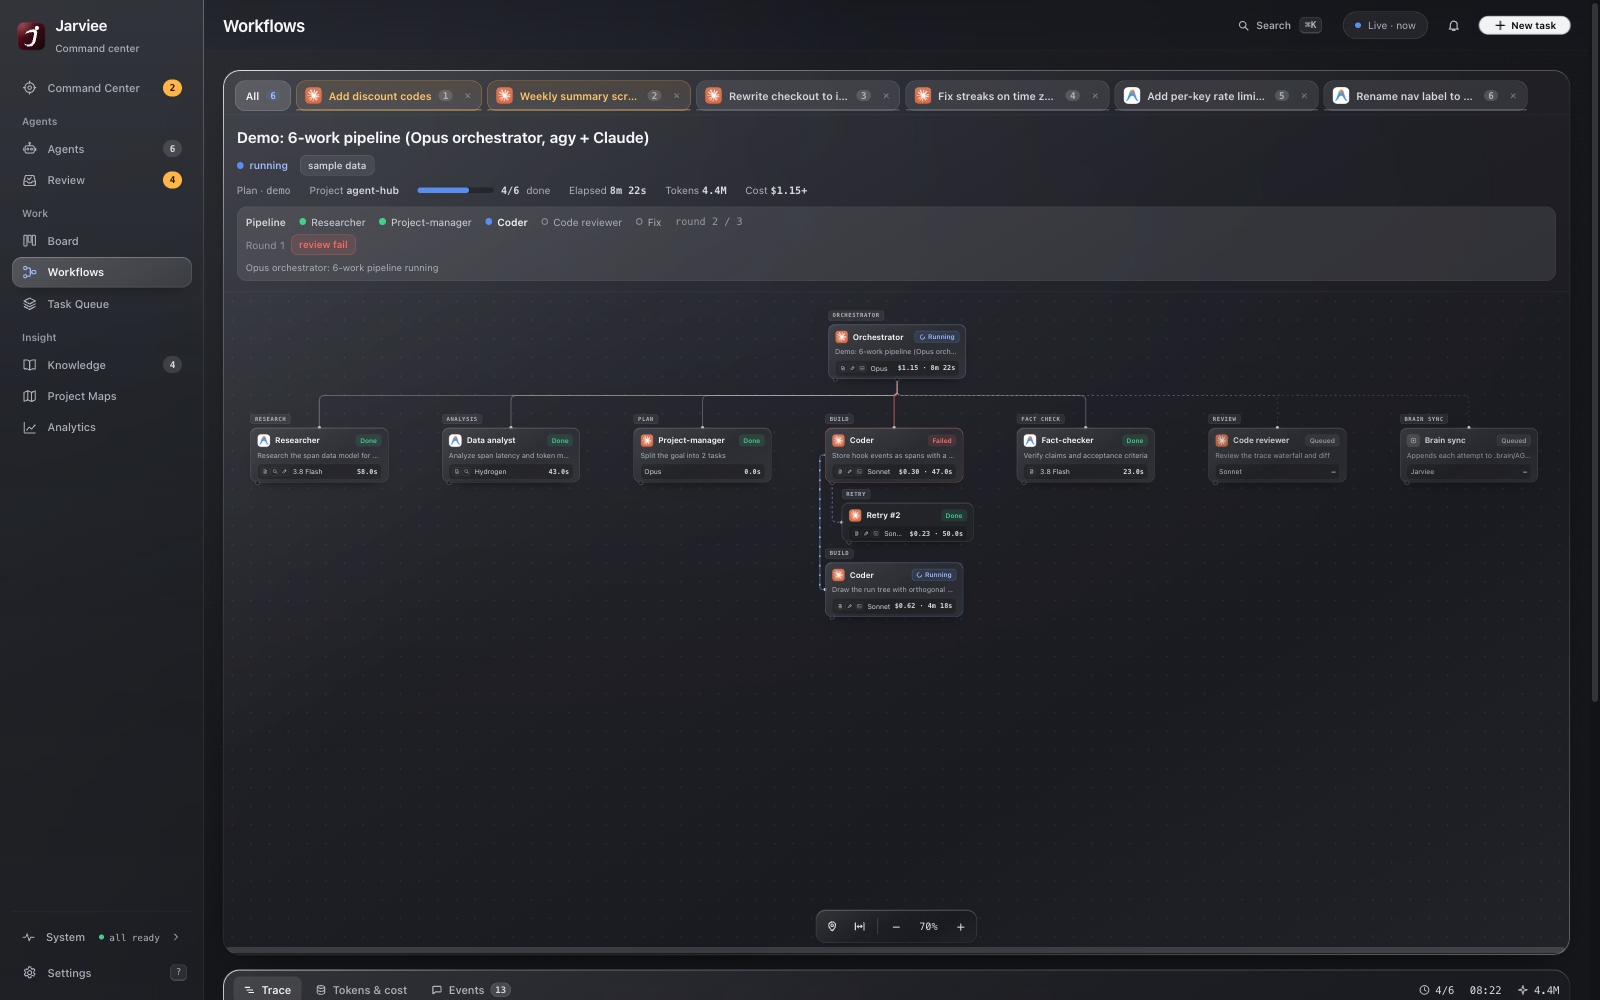 Jarviee
Command center
Command Center 2
Agents
Agents 6
Review 4
Work
Board
Workflows
Task Queue
Insight
Knowledge 4
Project Maps
Analytics
System all ready
Settings ?
Workflows
Search ⌘K
Live · now
+ New task
All 6
Add discount codes 1 ×
Weekly summary scr... 2 ×
Rewrite checkout to i... 3 ×
Fix streaks on time z... 4 ×
Add per-key rate limi... 5 ×
Rename nav label to ... 6 ×
Demo: 6-work pipeline (Opus orchestrator, agy + Claude)
running sample data
Plan · demo Project agent-hub 4/6 done Elapsed 8m 22s Tokens 4.4M Cost $1.15+
Pipeline Researcher Project-manager Coder Code reviewer Fix round 2 / 3
Round 1 review fail
Opus orchestrator: 6-work pipeline running
ORCHESTRATOR
Orchestrator Running
Demo: 6-work pipeline (Opus orch...
Opus $1.15 · 8m 22s
RESEARCH
Researcher Done
Research the span data model for ...
3.8 Flash 58.0s
ANALYSIS
Data analyst Done
Analyze span latency and token m...
Hydrogen 43.0s
PLAN
Project-manager Done
Split the goal into 2 tasks
Opus 0.0s
BUILD
Coder Failed
Store hook events as spans with a ...
Sonnet $0.30 · 47.0s
RETRY
Retry #2 Done
Son... $0.23 · 50.0s
BUILD
Coder Running
Draw the run tree with orthogonal ...
Sonnet $0.62 · 4m 18s
FACT CHECK
Fact-checker Done
Verify claims and acceptance criteria
3.8 Flash 23.0s
REVIEW
Code reviewer Queued
Review the trace waterfall and diff
Sonnet –
BRAIN SYNC
Brain sync Queued
Appends each attempt to .brain/AG...
Jarviee –
− 70% +
Trace Tokens & cost Events 13
4/6 08:22 4.4M